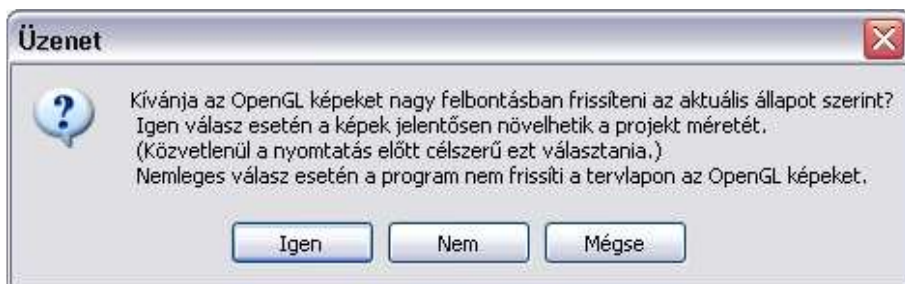 Üzenet
Kívánja az OpenGL képeket nagy felbontásban frissíteni az aktuális állapot szerint?
Igen válasz esetén a képek jelentősen növelhetik a projekt méretét.
(Közvetlenül a nyomtatás előtt célszerű ezt választania.)
Nemleges válasz esetén a program nem frissíti a tervlapon az OpenGL képeket.
Igen Nem Mégse